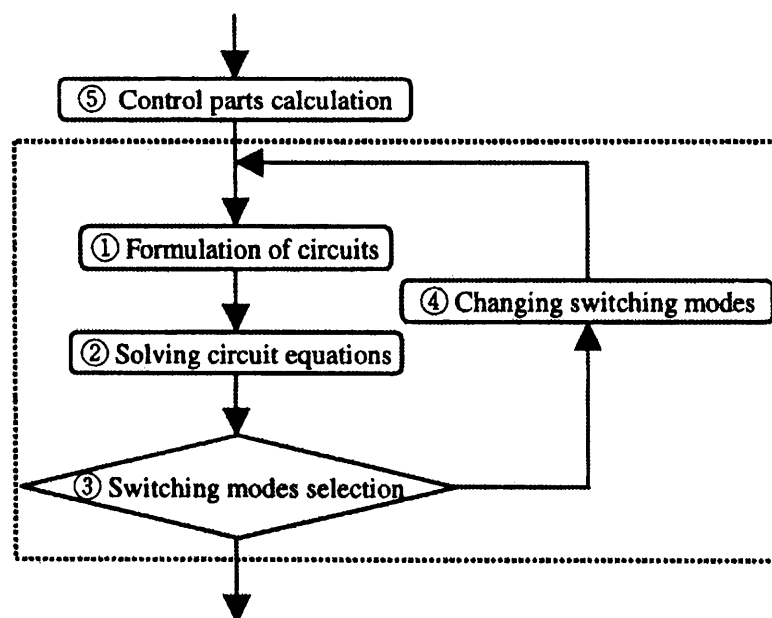 ⑤ Control parts calculation
① Formulation of circuits
④ Changing switching modes
② Solving circuit equations
③ Switching modes selection